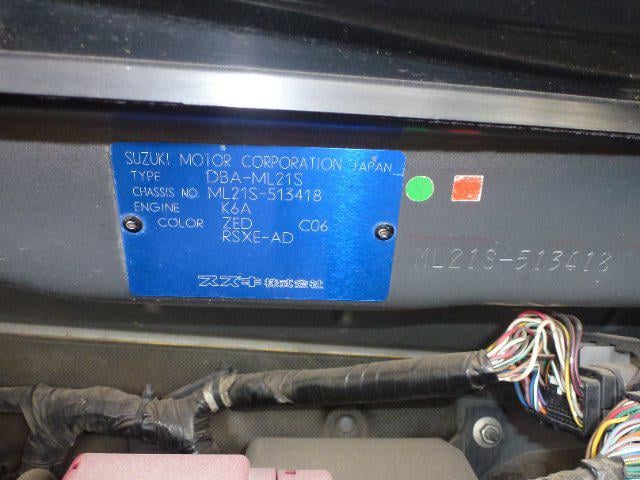 SUZUKI MOTOR CORPORATION JAPAN
TYPE DBA-ML21S
CHASSIS NO. ML21S-513418
ENGINE K6A
COLOR ZED C06
RSXE-AD
スズキ株式会社
ML21S-513418